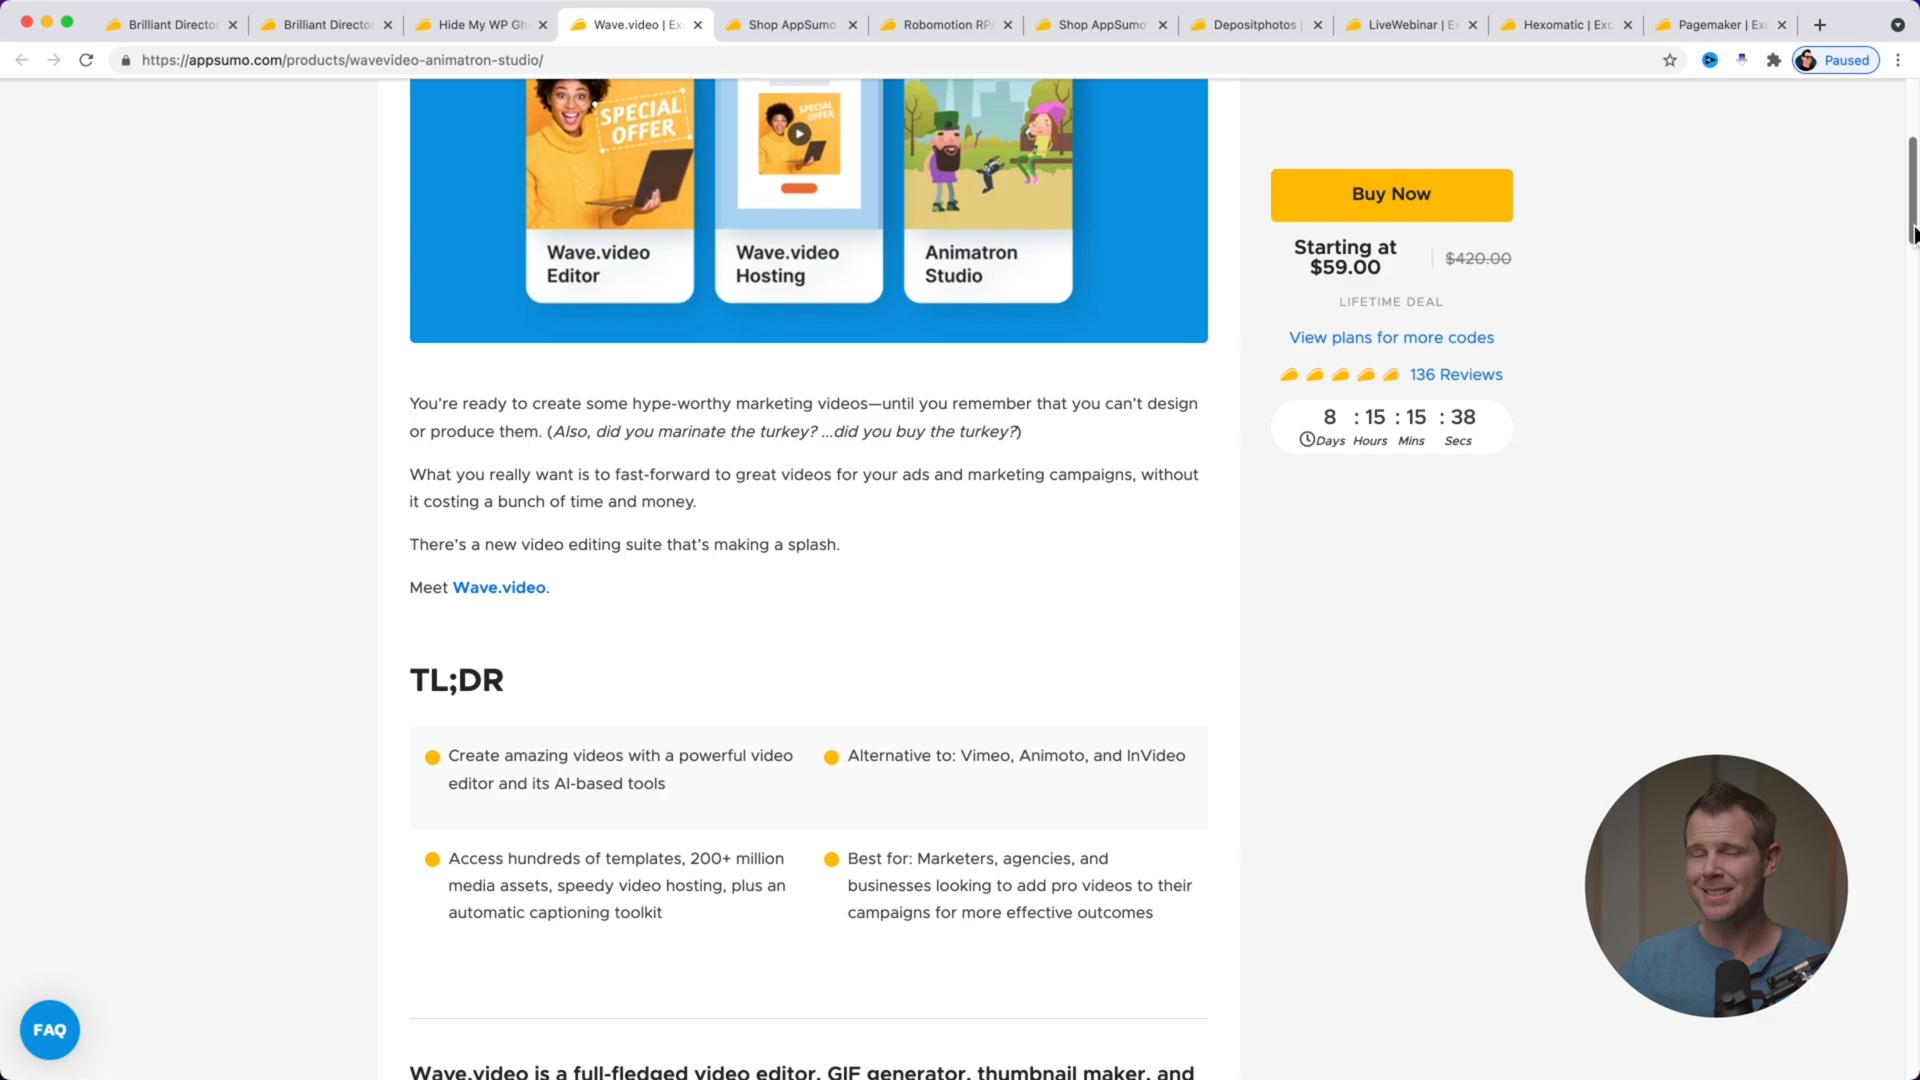 Brilliant Director
Brilliant Director
Hide My WP Gh
Wave.video | Ex
Shop AppSumo
Robomotion RP
Shop AppSumo
Depositphotos |
LiveWebinar | E
Hexomatic | Exc
Pagemaker | Exc
https://appsumo.com/products/wavevideo-animatron-studio/
Paused
SPECIAL
OFFER
SPECIAL
OFFER
Wave.video
Editor
Wave.video
Hosting
Animatron
Studio
Buy Now
Starting at
$59.00
$420.00
LIFETIME DEAL
View plans for more codes
136 Reviews
8 : 15 : 15 : 38
Days Hours Mins Secs
You're ready to create some hype-worthy marketing videos—until you remember that you can't design
or produce them. (Also, did you marinate the turkey? ...did you buy the turkey?)
What you really want is to fast-forward to great videos for your ads and marketing campaigns, without
it costing a bunch of time and money.
There's a new video editing suite that's making a splash.
Meet Wave.video.
TL;DR
Create amazing videos with a powerful video
editor and its AI-based tools
Alternative to: Vimeo, Animoto, and InVideo
Access hundreds of templates, 200+ million
media assets, speedy video hosting, plus an
automatic captioning toolkit
Best for: Marketers, agencies, and
businesses looking to add pro videos to their
campaigns for more effective outcomes
FAQ
Wave.video is a full-fledged video editor, GIF generator, thumbnail maker, and